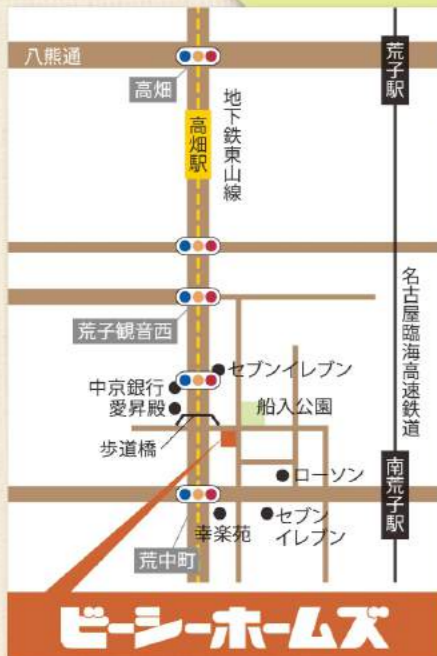 八熊通
高畑
荒子駅
高畑駅
地下鉄東山線
荒子観音西
名古屋臨海高速鉄道
セブンイレブン
中京銀行
愛昇殿
船入公園
歩道橋
ローソン
南荒子駅
幸楽苑
セブン
イレブン
荒中町
ビーシーホームズ